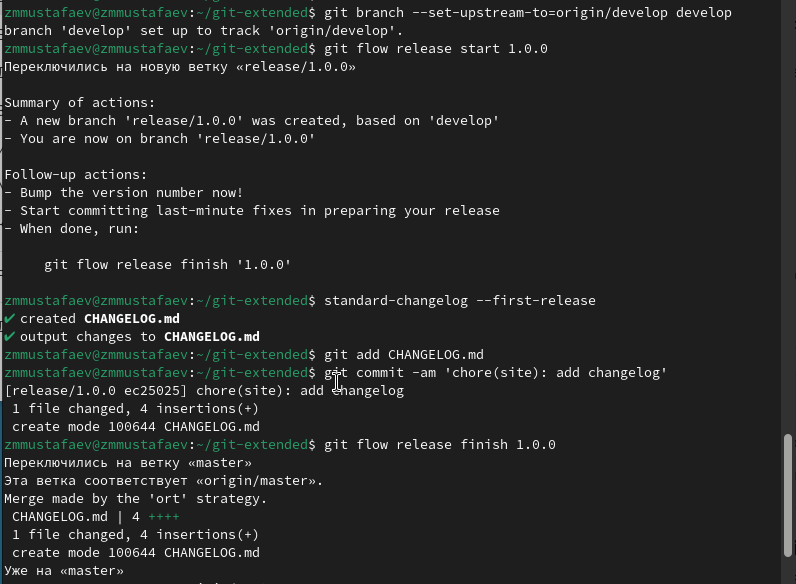 zmmustafaev@zmmustafaev:~/git-extended$ git branch --set-upstream-to=origin/develop develop
branch 'develop' set up to track 'origin/develop'.
zmmustafaev@zmmustafaev:~/git-extended$ git flow release start 1.0.0
Переключились на новую ветку «release/1.0.0»
Summary of actions:
- A new branch 'release/1.0.0' was created, based on 'develop'
- You are now on branch 'release/1.0.0'
Follow-up actions:
- Bump the version number now!
- Start committing last-minute fixes in preparing your release
- When done, run:
git flow release finish '1.0.0'
zmmustafaev@zmmustafaev:~/git-extended$ standard-changelog --first-release
✔ created CHANGELOG.md
✔ output changes to CHANGELOG.md
zmmustafaev@zmmustafaev:~/git-extended$ git add CHANGELOG.md
zmmustafaev@zmmustafaev:~/git-extended$ git commit -am 'chore(site): add changelog'
[release/1.0.0 ec25025] chore(site): add changelog
1 file changed, 4 insertions(+)
create mode 100644 CHANGELOG.md
zmmustafaev@zmmustafaev:~/git-extended$ git flow release finish 1.0.0
Переключились на ветку «master»
Эта ветка соответствует «origin/master».
Merge made by the 'ort' strategy.
CHANGELOG.md | 4 ++++
1 file changed, 4 insertions(+)
create mode 100644 CHANGELOG.md
Уже на «master»